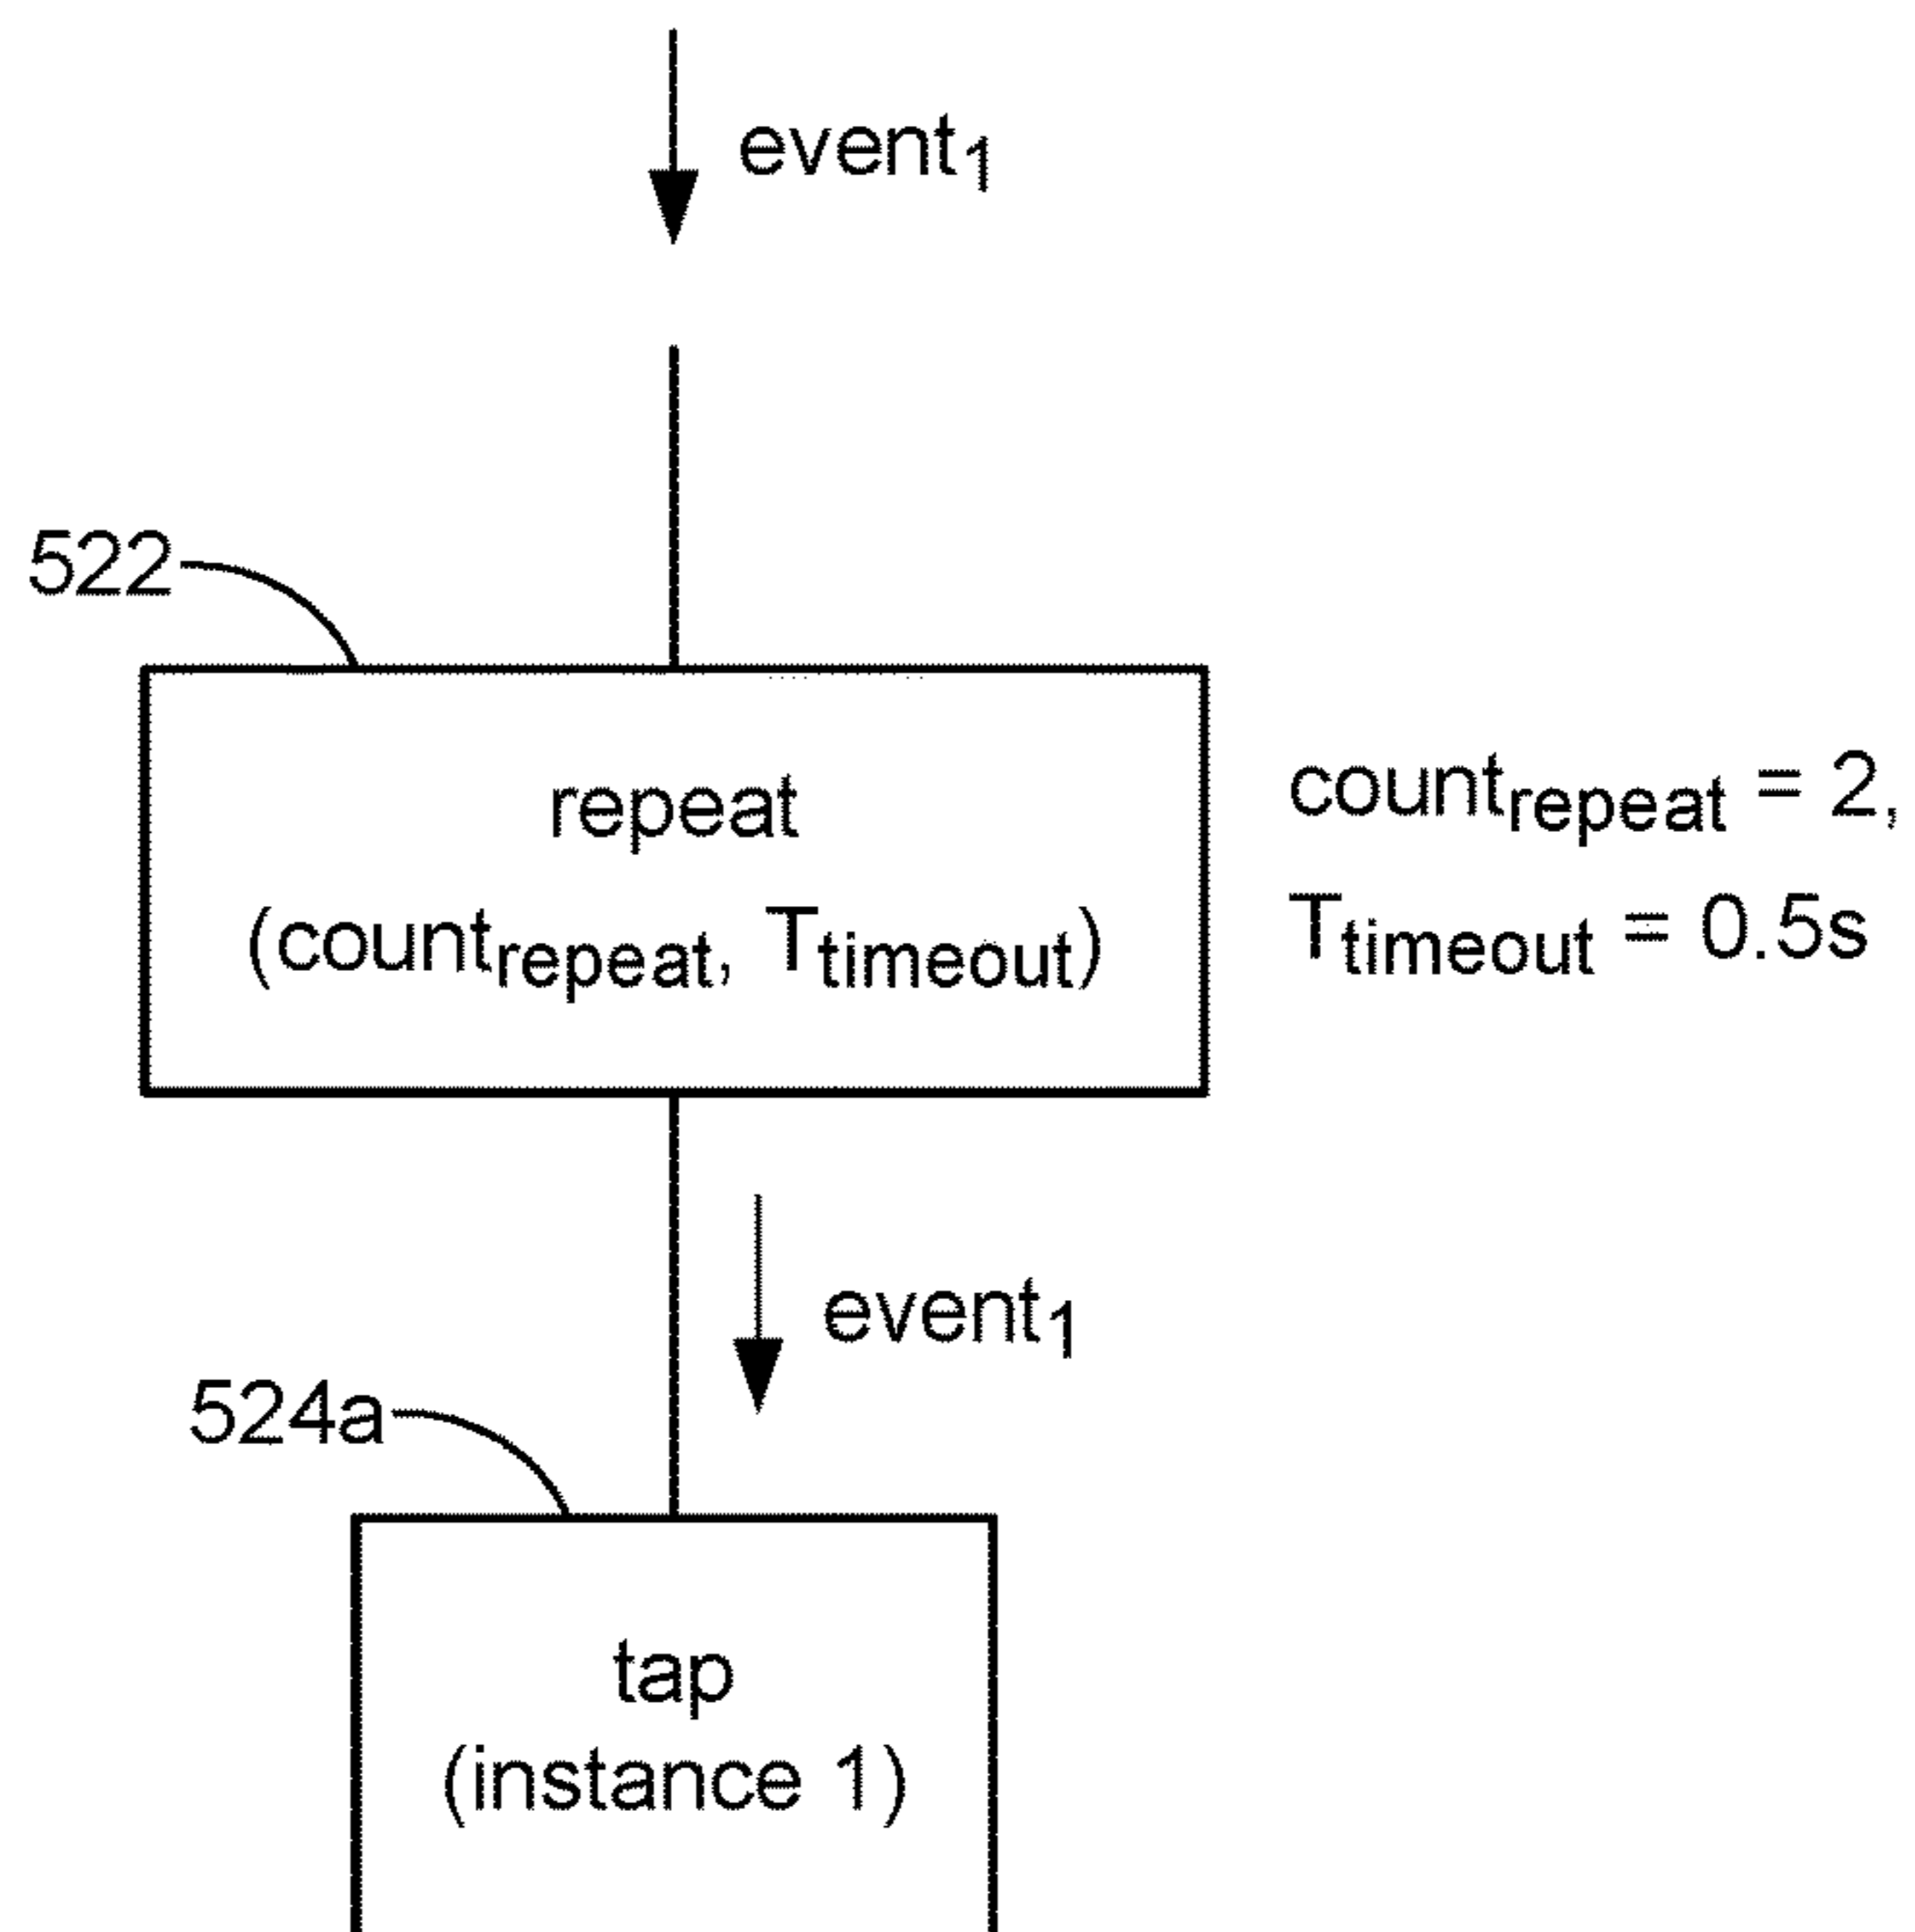 event1
522
repeat
(countrepeat, Ttimeout)
countrepeat = 2,
Ttimeout = 0.5s
event1
524a
tap
(instance 1)